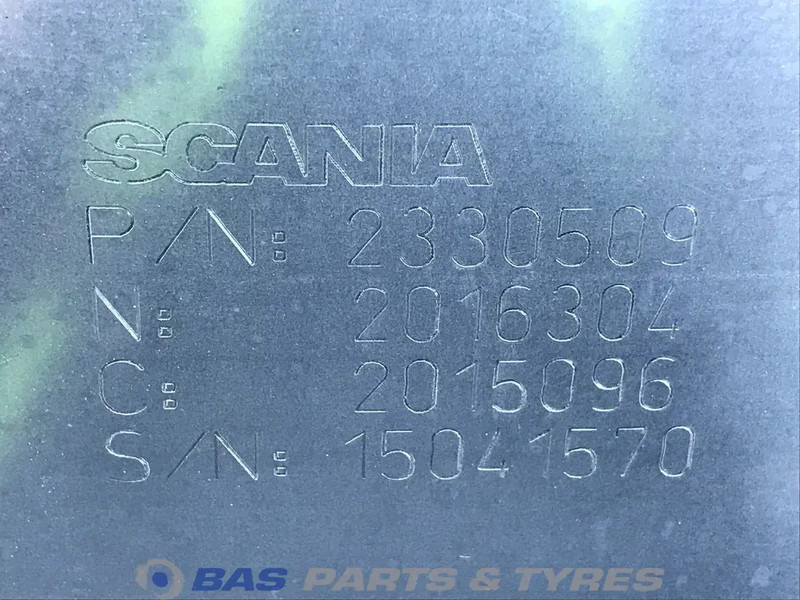 SCANIA
P/N: 2330509
N: 2016304
C: 2015096
S/N: 15041570
BAS PARTS & TYRES